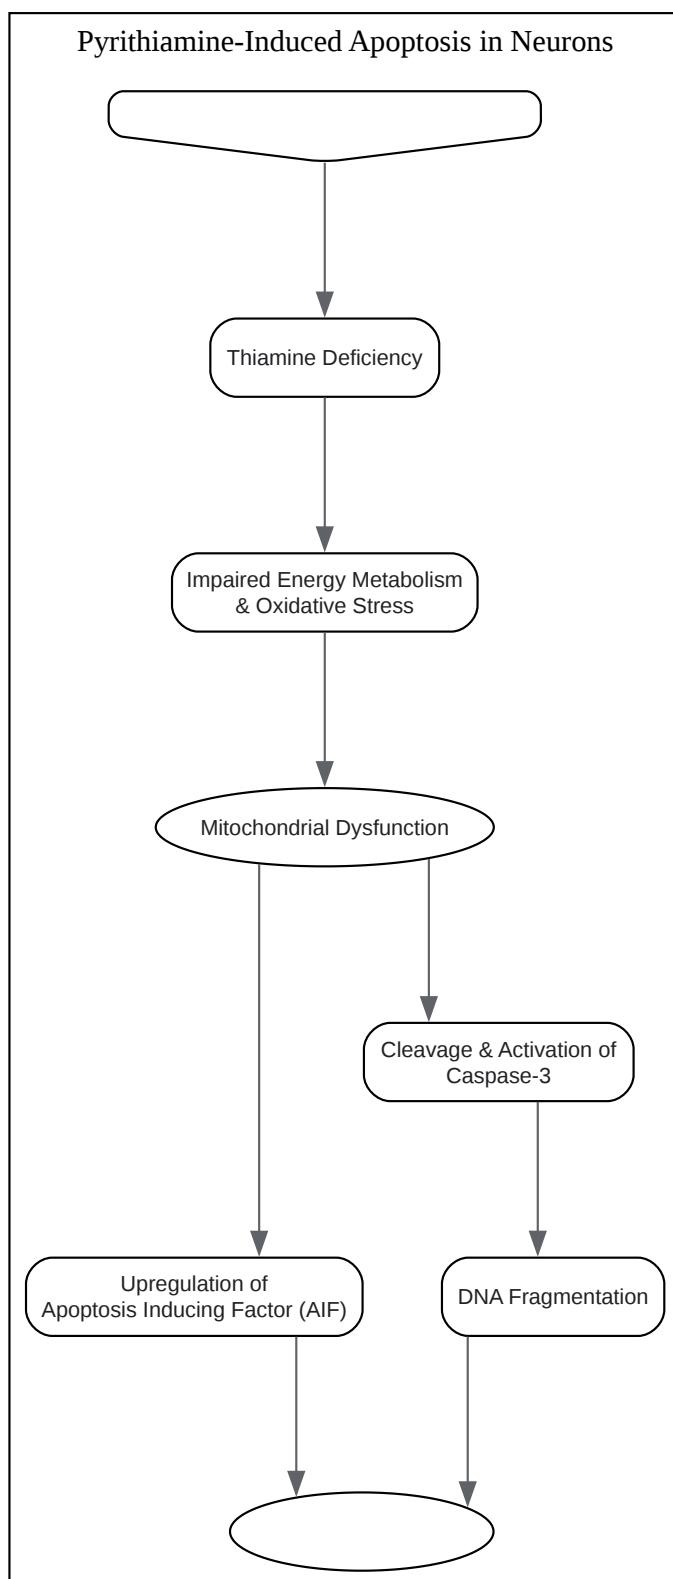 Pyrithiamine-Induced Apoptosis in Neurons
Thiamine Deficiency
Impaired Energy Metabolism
& Oxidative Stress
Mitochondrial Dysfunction
Cleavage & Activation of
Caspase-3
Upregulation of
Apoptosis Inducing Factor (AIF)
DNA Fragmentation